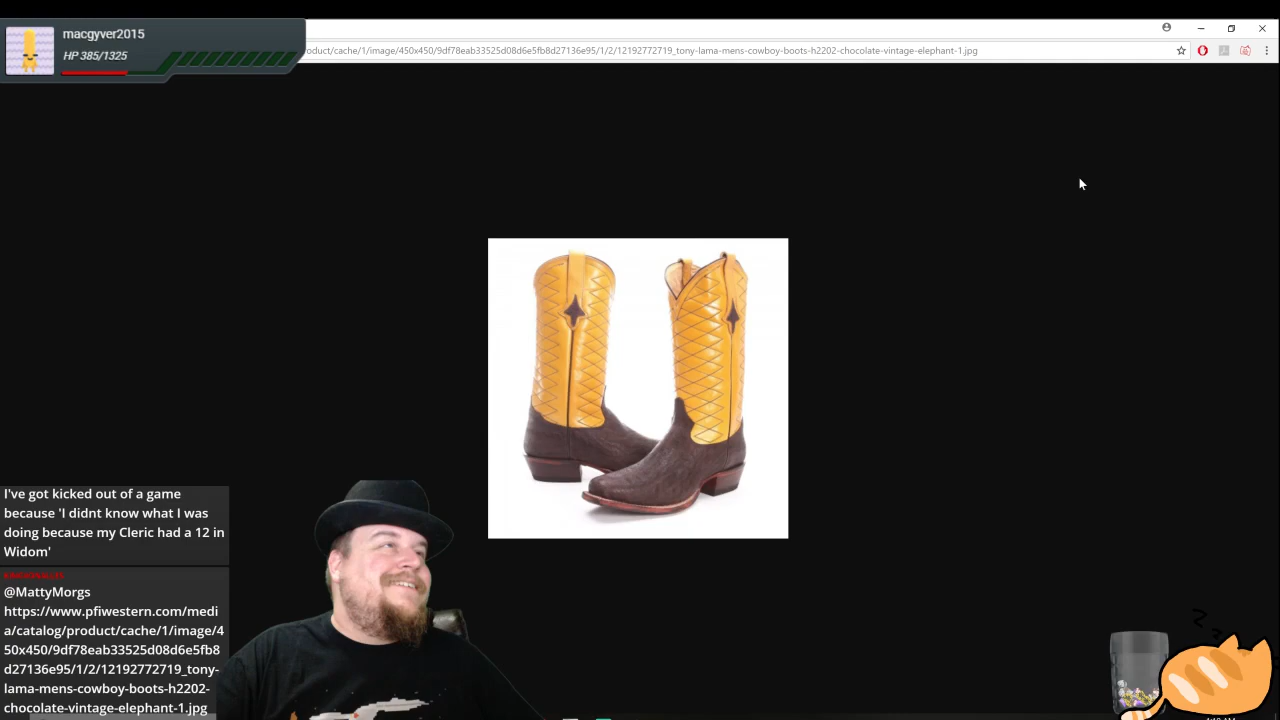 macgyver2015
HP 385/1325
oduct/cache/1/image/450x450/9df78eab33525d08d6e5fb8d27136e95/1/2/12192772719_tony-lama-mens-cowboy-boots-h2202-chocolate-vintage-elephant-1.jpg
I've got kicked out of a game
because 'I didnt know what I was
doing because my Cleric had a 12 in
Widom'
@MattyMorgs
https://www.pfiwestern.com/medi
a/catalog/product/cache/1/image/4
50x450/9df78eab33525d08d6e5fb8
d27136e95/1/2/12192772719_tony-
lama-mens-cowboy-boots-h2202-
chocolate-vintage-elephant-1.jpg
z z z